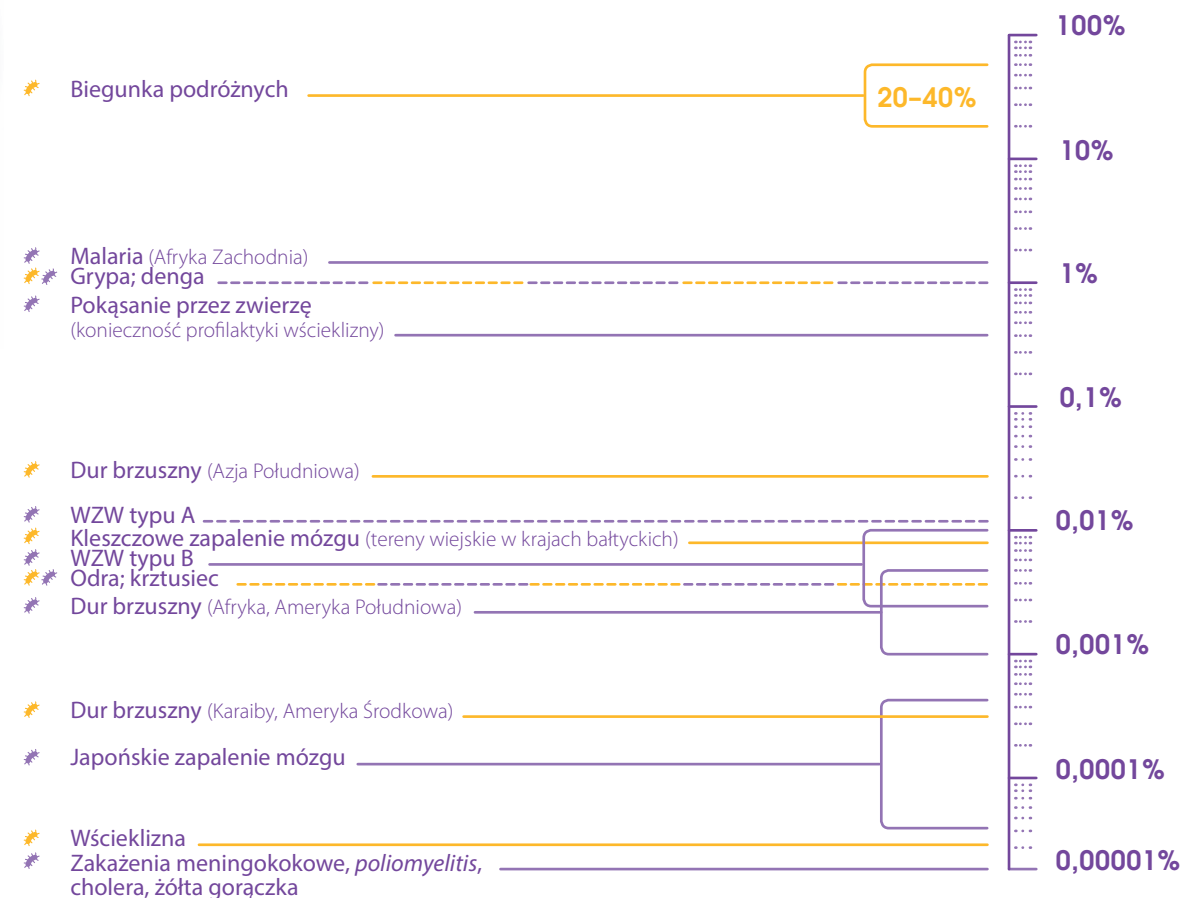 100%
Biegunka podróżnych
20–40%
10%
Malaria (Afryka Zachodnia)
Grypa; denga
1%
Pokąsanie przez zwierzę
(konieczność profilaktyki wścieklizny)
0,1%
Dur brzuszny (Azja Południowa)
WZW typu A
0,01%
Kleszczowe zapalenie mózgu (tereny wiejskie w krajach bałtyckich)
WZW typu B
Odra; krztusiec
Dur brzuszny (Afryka, Ameryka Południowa)
0,001%
Dur brzuszny (Karaiby, Ameryka Środkowa)
Japońskie zapalenie mózgu
0,0001%
Wścieklizna
Zakażenia meningokokowe, poliomyelitis,
cholera, żółta gorączka
0,00001%